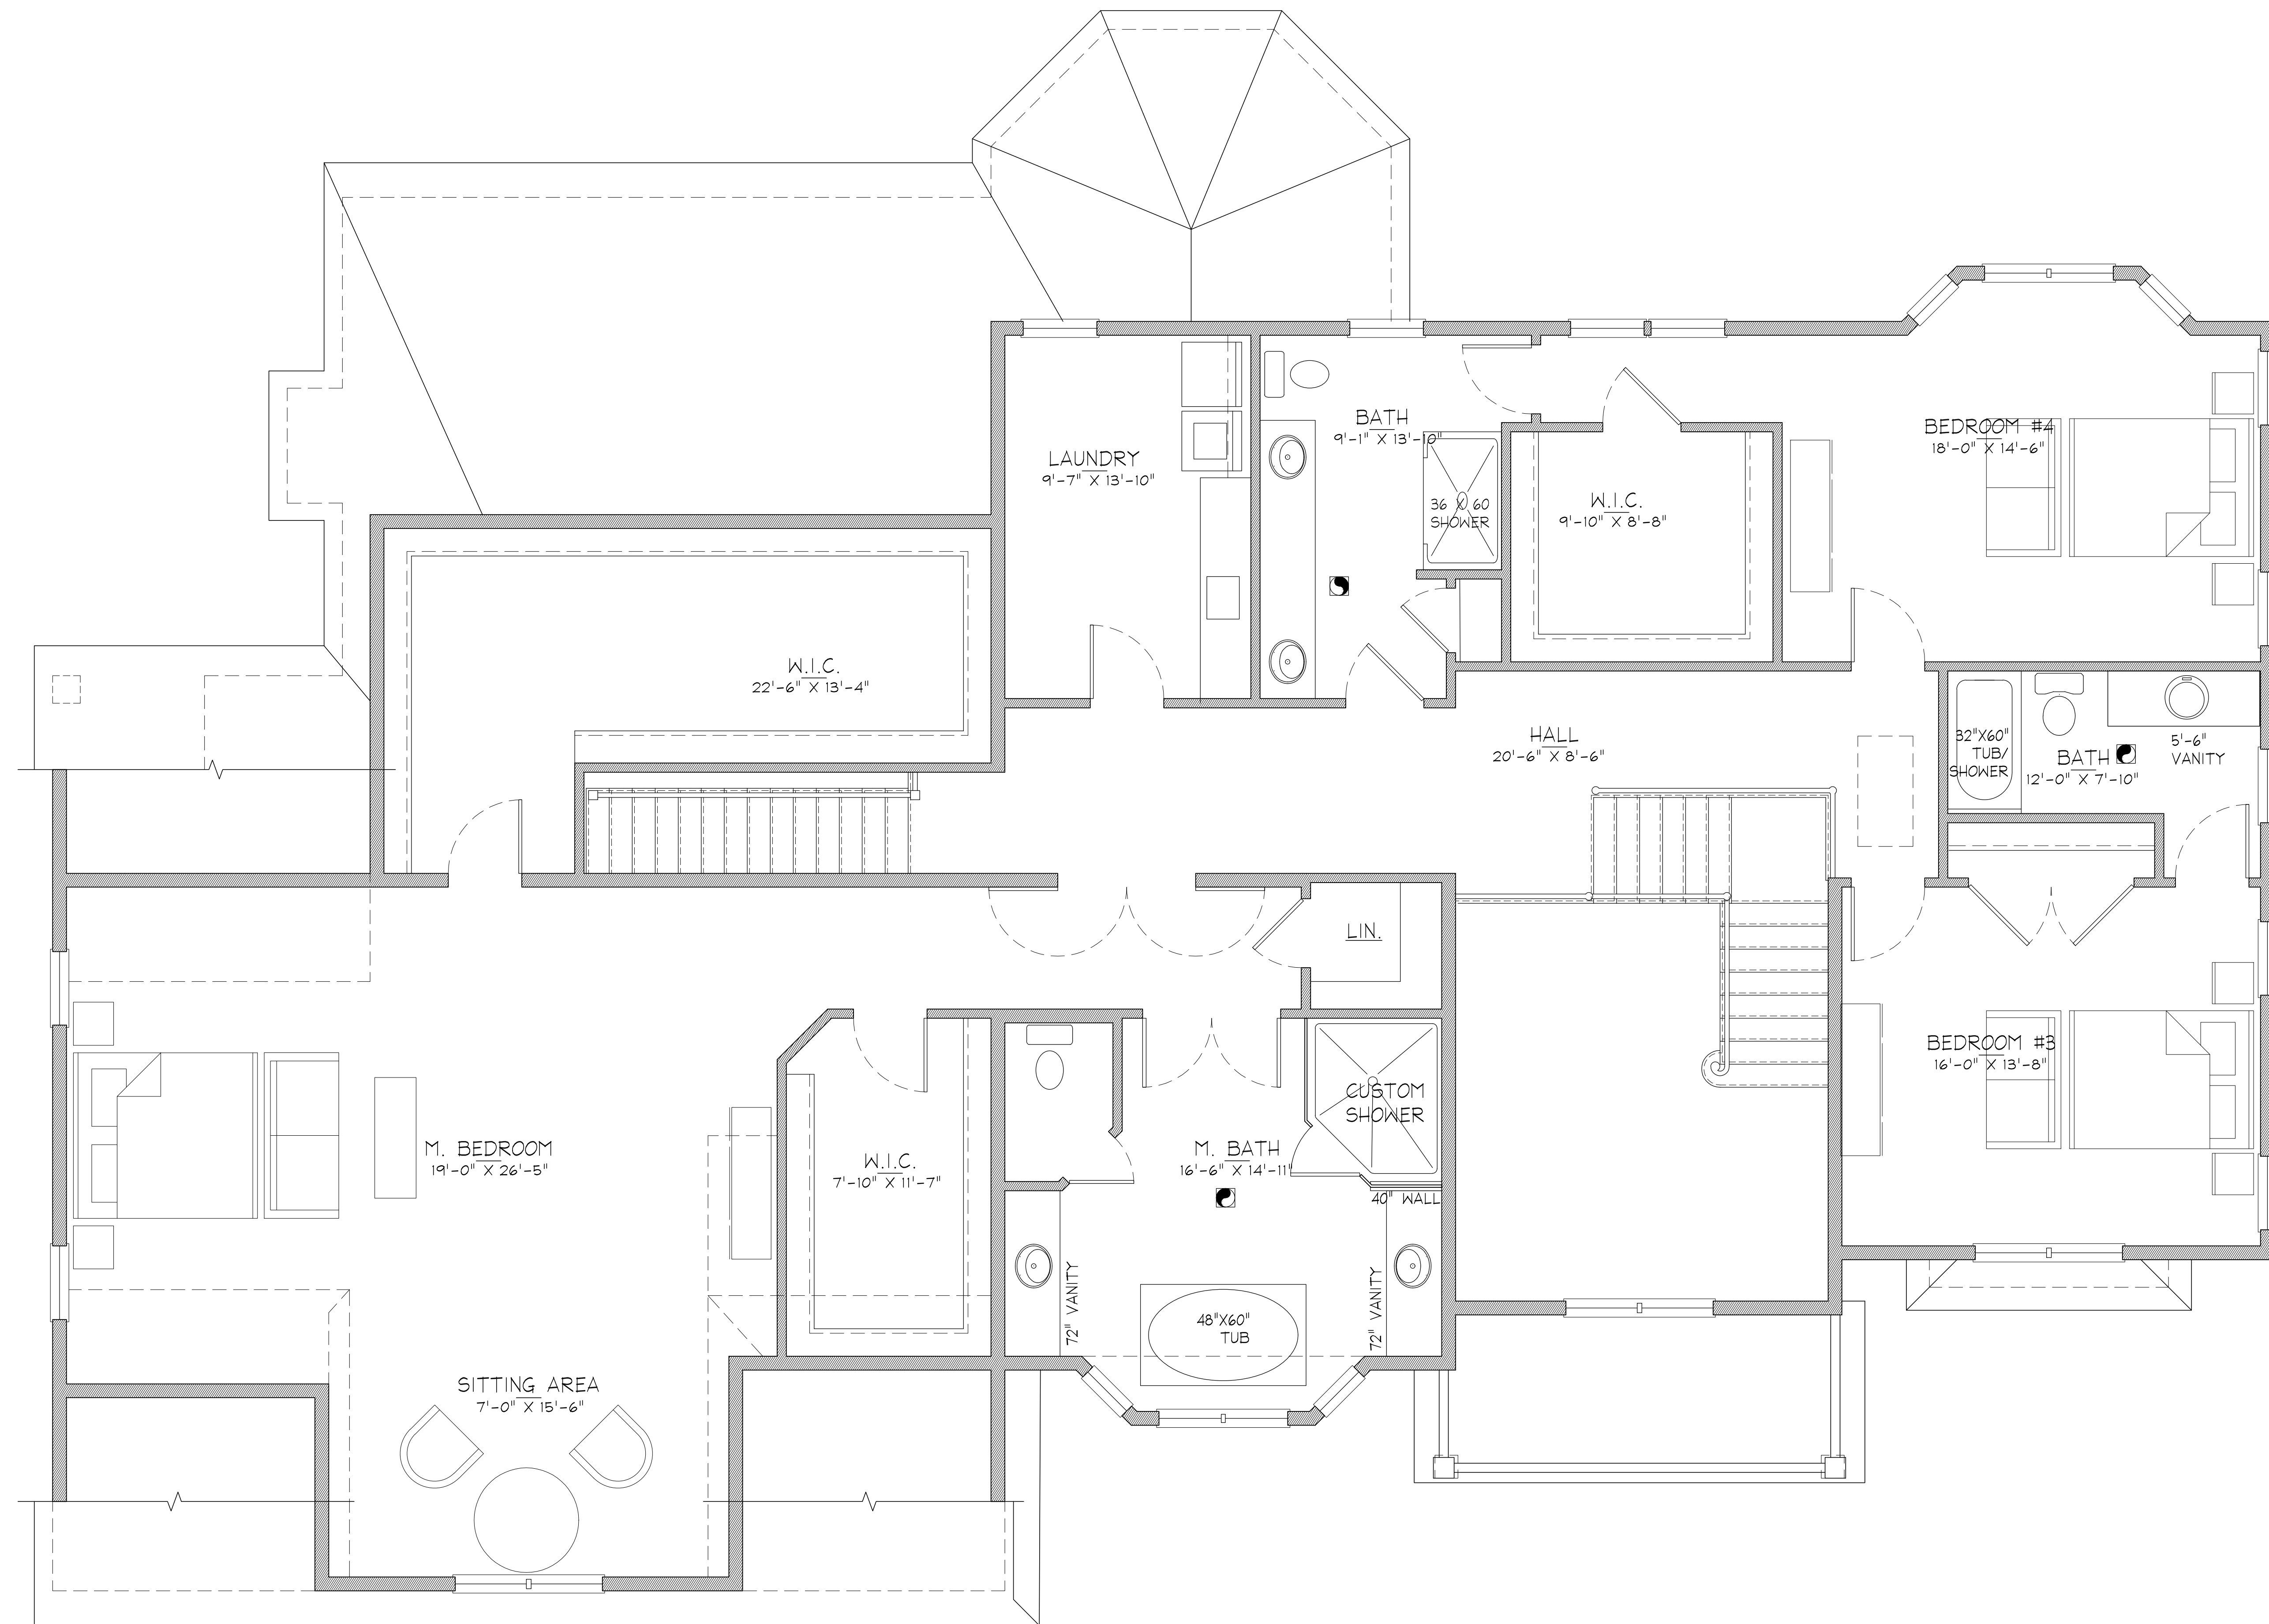 BATH
9'-1" X 13'-10"
BEDROOM #4
18'-0" X 14'-6"
LAUNDRY
9'-7" X 13'-10"
36 X 60
SHOWER
W.I.C.
9'-10" X 8'-8"
W.I.C.
22'-6" X 13'-4"
HALL
20'-6" X 8'-6"
32"X60"
TUB/
SHOWER
BATH
12'-0" X 7'-10"
5'-6"
VANITY
LIN.
BEDROOM #3
16'-0" X 13'-8"
CUSTOM
SHOWER
M. BEDROOM
19'-0" X 26'-5"
W.I.C.
7'-10" X 11'-7"
M. BATH
16'-6" X 14'-11"
40" WALL
72" VANITY
72" VANITY
48"X60"
TUB
SITTING AREA
7'-0" X 15'-6"